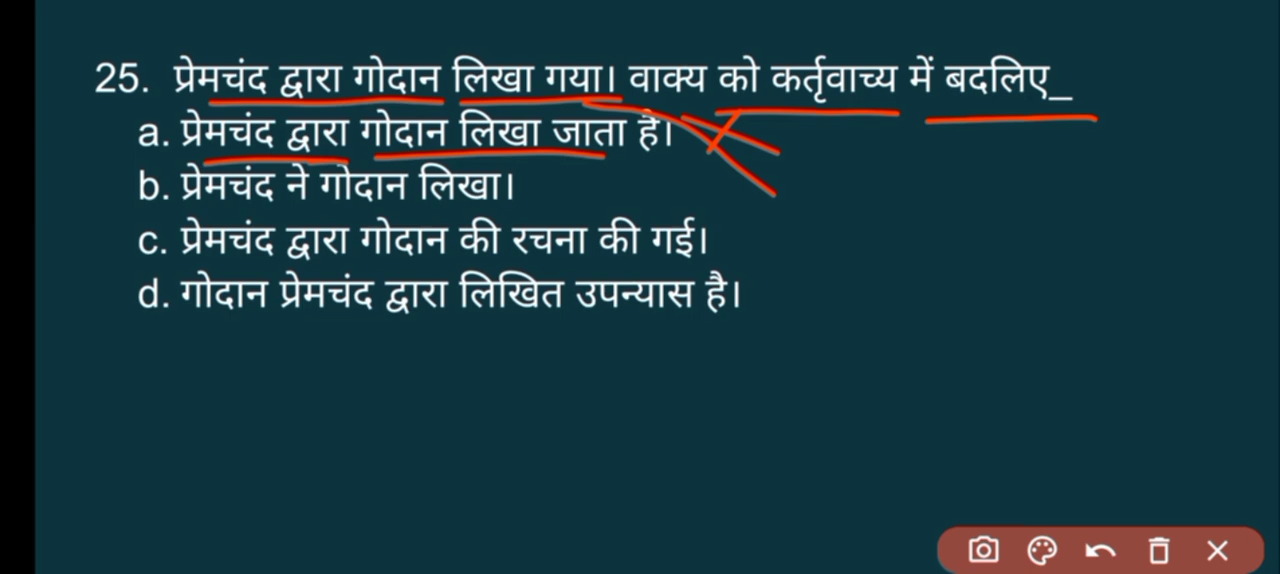 25. प्रेमचंद द्वारा गोदान लिखा गया। वाक्य को कर्तृवाच्य में बदलिए_
a. प्रेमचंद द्वारा गोदान लिखा जाता है।
b. प्रेमचंद ने गोदान लिखा।
c. प्रेमचंद द्वारा गोदान की रचना की गई।
d. गोदान प्रेमचंद द्वारा लिखित उपन्यास है।